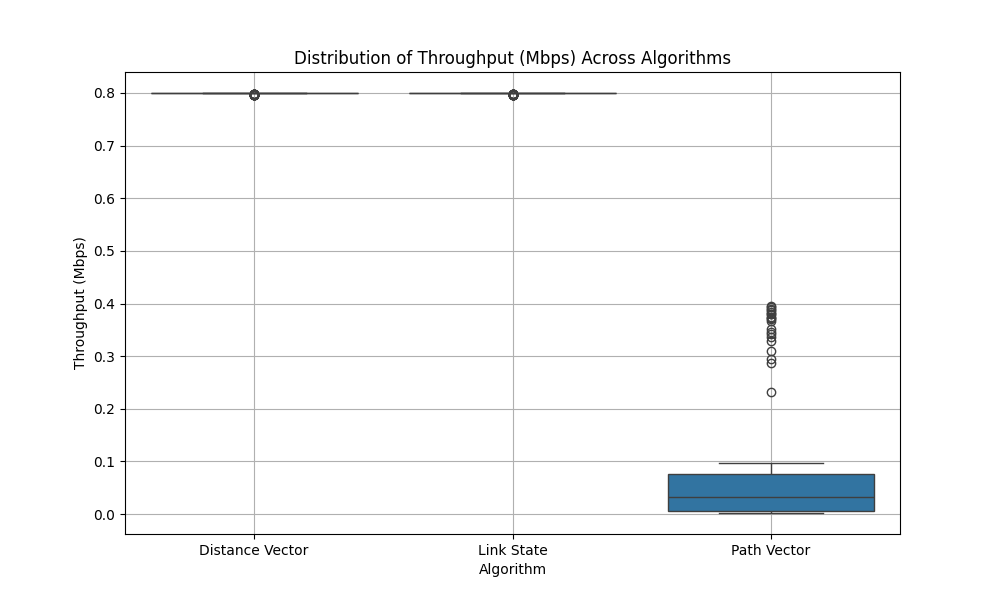 Distribution of Throughput (Mbps) Across Algorithms
Throughput (Mbps)
0.8
0.7
0.6
0.5
0.4
0.3
0.2
0.1
0.0
Distance Vector
Link State
Path Vector
Algorithm